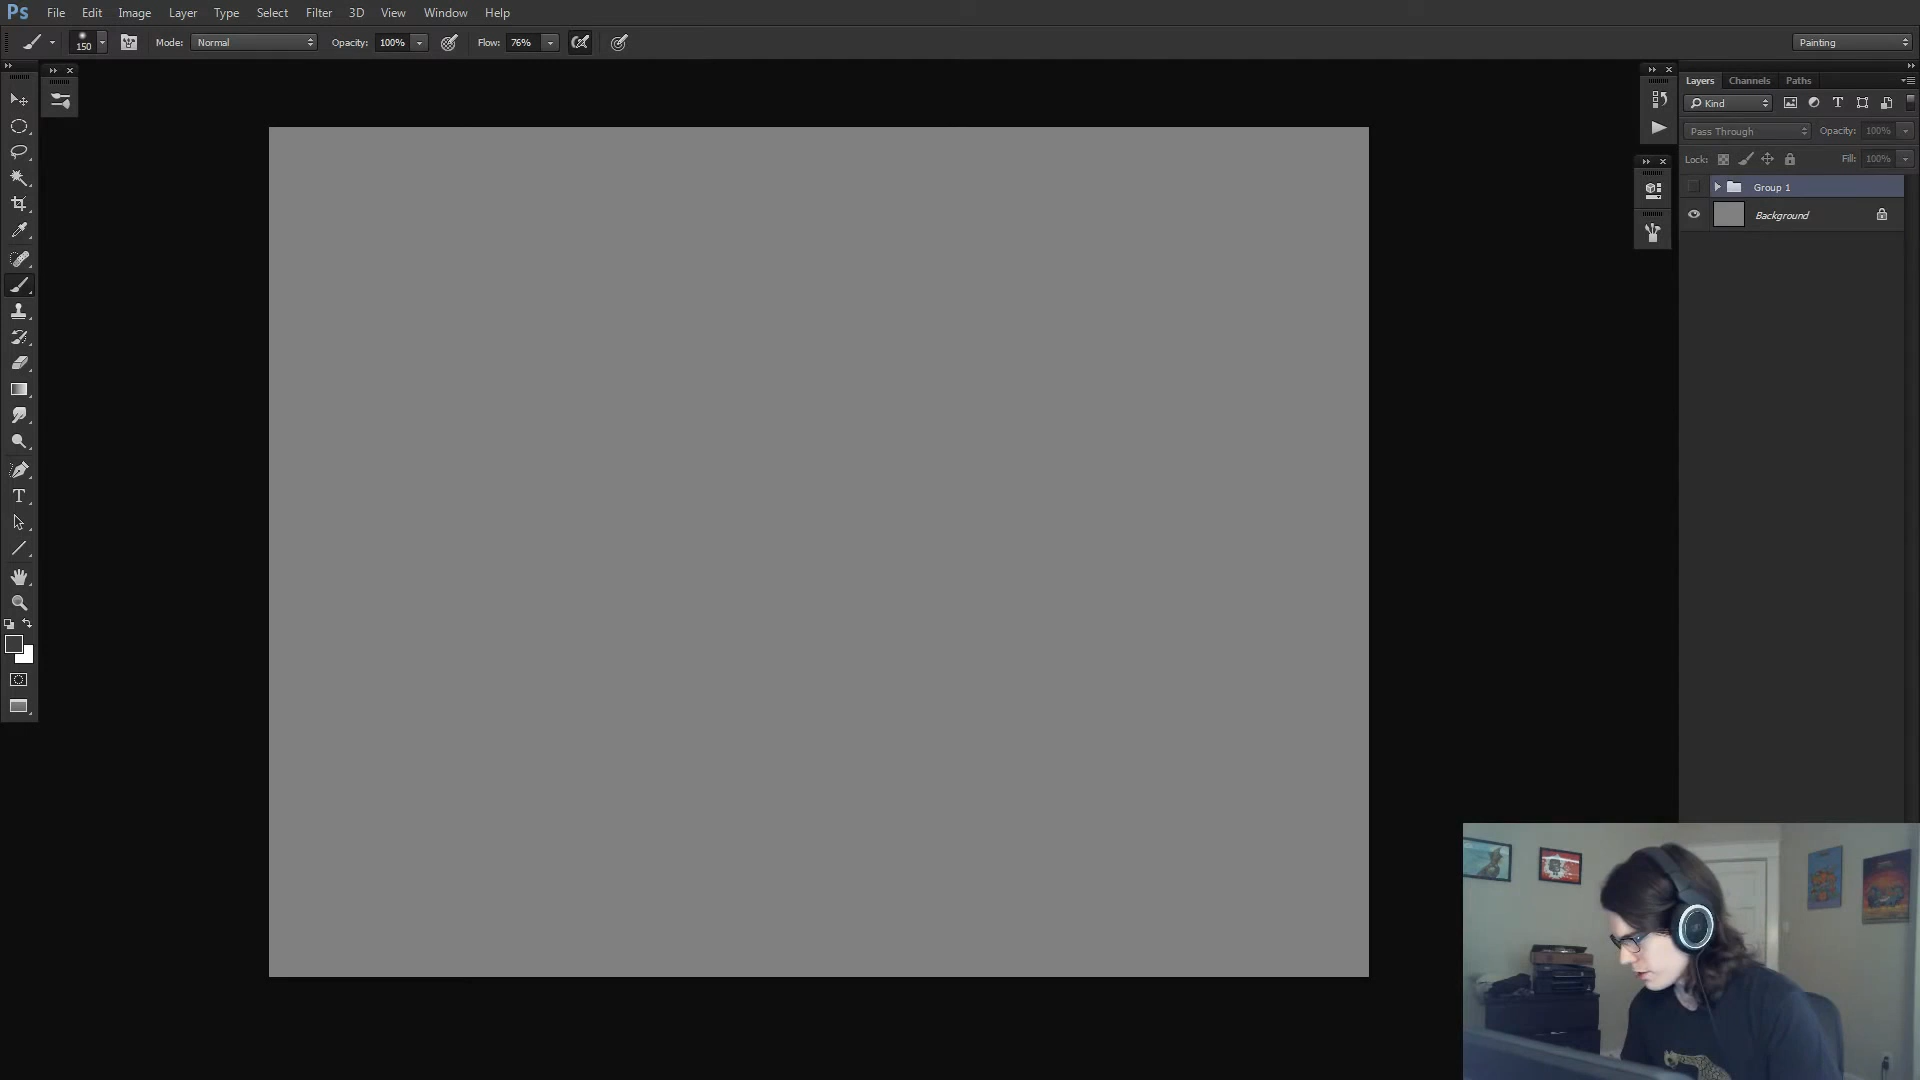 Ps File Edit Image Layer Type Select Filter 3D View Window Help
150 Mode: Normal Opacity: 100% Flow: 76% Painting
Layers Channels Paths
Kind
Pass Through Opacity: 100%
Lock: Fill: 100%
Group 1
Background